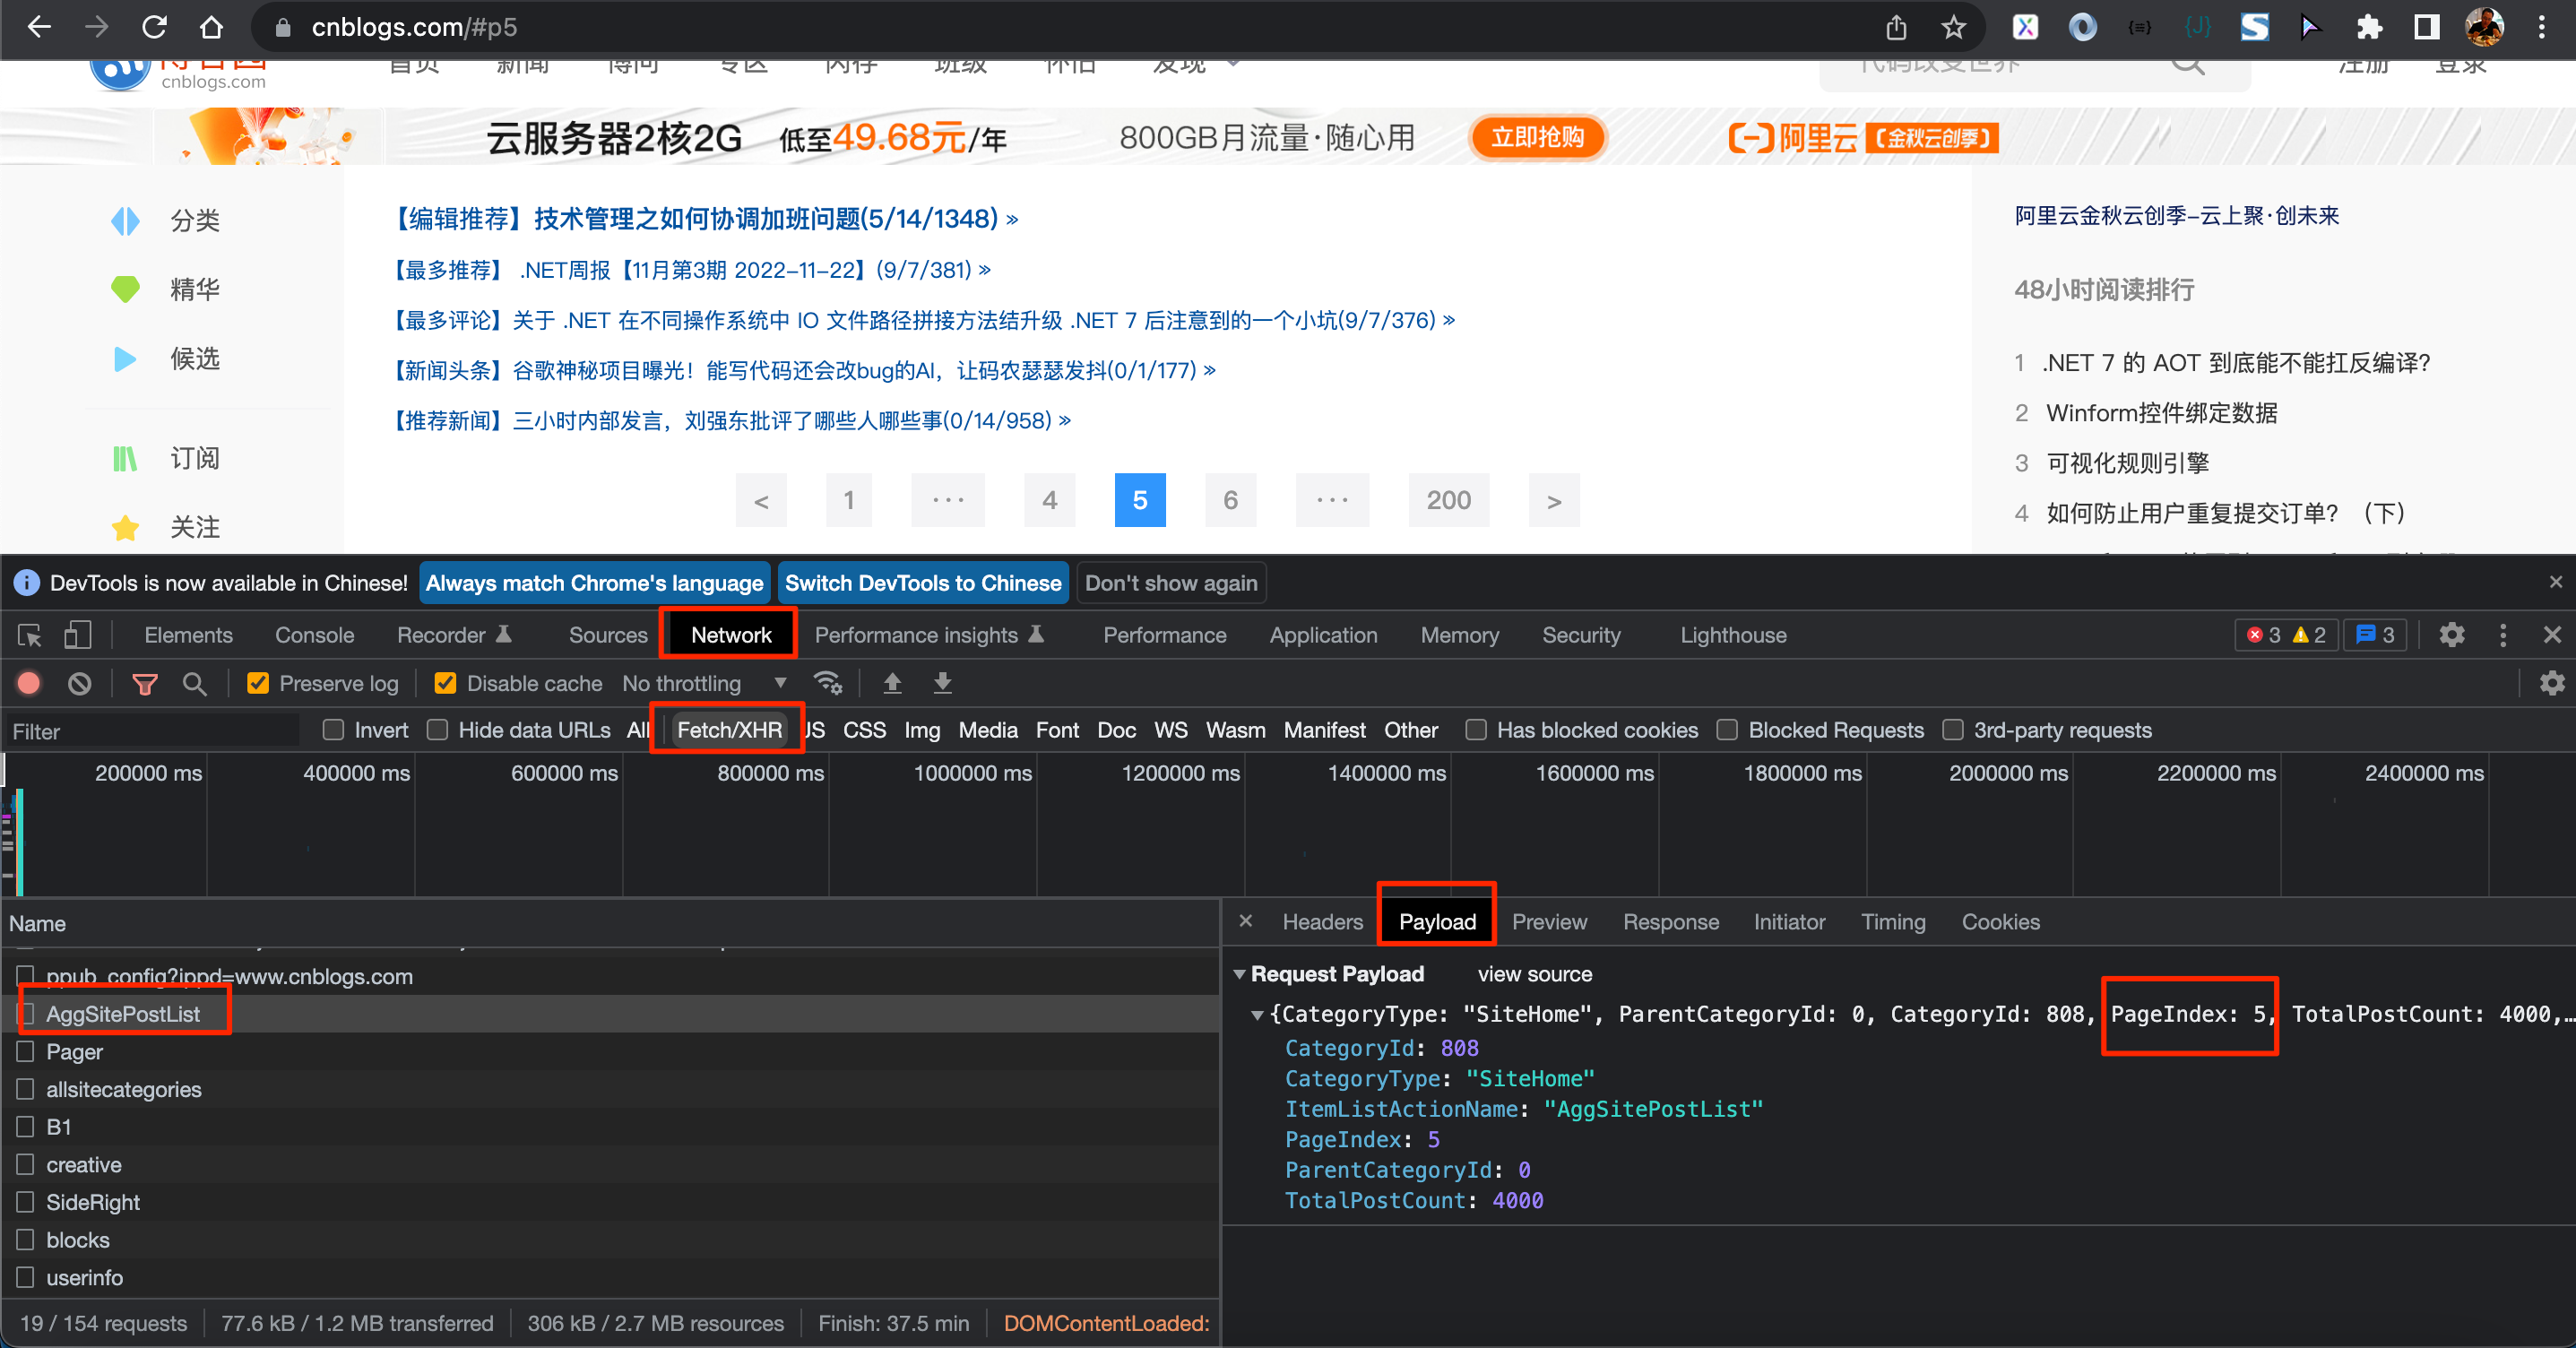 cnblogs.com/#p5
cnblogs.com
首页 新闻 博问 专区 闪存 班级 怀旧 发现
代码改变世界
注册 登录
云服务器2核2G 低至49.68元/年 800GB月流量·随心用 立即抢购 阿里云 【金秋云创季】
分类
精华
候选
订阅
关注
【编辑推荐】技术管理之如何协调加班问题(5/14/1348) »
【最多推荐】 .NET周报【11月第3期 2022-11-22】(9/7/381) »
【最多评论】关于 .NET 在不同操作系统中 IO 文件路径拼接方法结升级 .NET 7 后注意到的一个小坑(9/7/376) »
【新闻头条】谷歌神秘项目曝光！能写代码还会改bug的AI，让码农瑟瑟发抖(0/1/177) »
【推荐新闻】三小时内部发言，刘强东批评了哪些人哪些事(0/14/958) »
< 1 ··· 4 5 6 ··· 200 >
阿里云金秋云创季-云上聚·创未来
48小时阅读排行
1 .NET 7 的 AOT 到底能不能扛反编译?
2 Winform控件绑定数据
3 可视化规则引擎
4 如何防止用户重复提交订单？（下）
DevTools is now available in Chinese! Always match Chrome's language Switch DevTools to Chinese Don't show again
Elements Console Recorder Sources Network Performance insights Performance Application Memory Security Lighthouse 3 2 3
Preserve log Disable cache No throttling
Filter Invert Hide data URLs All Fetch/XHR JS CSS Img Media Font Doc WS Wasm Manifest Other Has blocked cookies Blocked Requests 3rd-party requests
200000 ms 400000 ms 600000 ms 800000 ms 1000000 ms 1200000 ms 1400000 ms 1600000 ms 1800000 ms 2000000 ms 2200000 ms 2400000 ms
Name
ppub_config?ippd=www.cnblogs.com
AggSitePostList
Pager
allsitecategories
B1
creative
SideRight
blocks
userinfo
19 / 154 requests 77.6 kB / 1.2 MB transferred 306 kB / 2.7 MB resources Finish: 37.5 min DOMContentLoaded:
Headers Payload Preview Response Initiator Timing Cookies
Request Payload view source
{CategoryType: "SiteHome", ParentCategoryId: 0, CategoryId: 808, PageIndex: 5, TotalPostCount: 4000,…
CategoryId: 808
CategoryType: "SiteHome"
ItemListActionName: "AggSitePostList"
PageIndex: 5
ParentCategoryId: 0
TotalPostCount: 4000